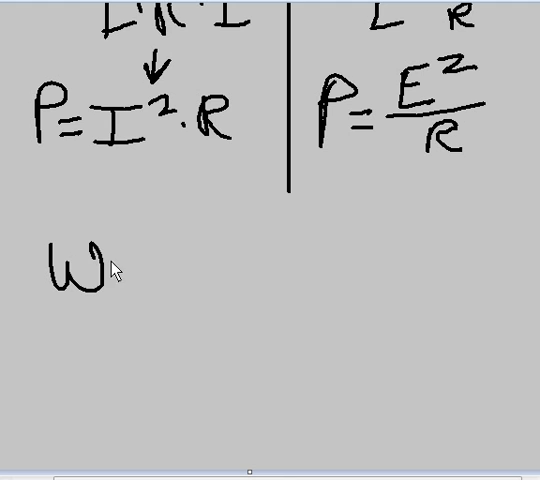 P = I². R
P = E²/R
W